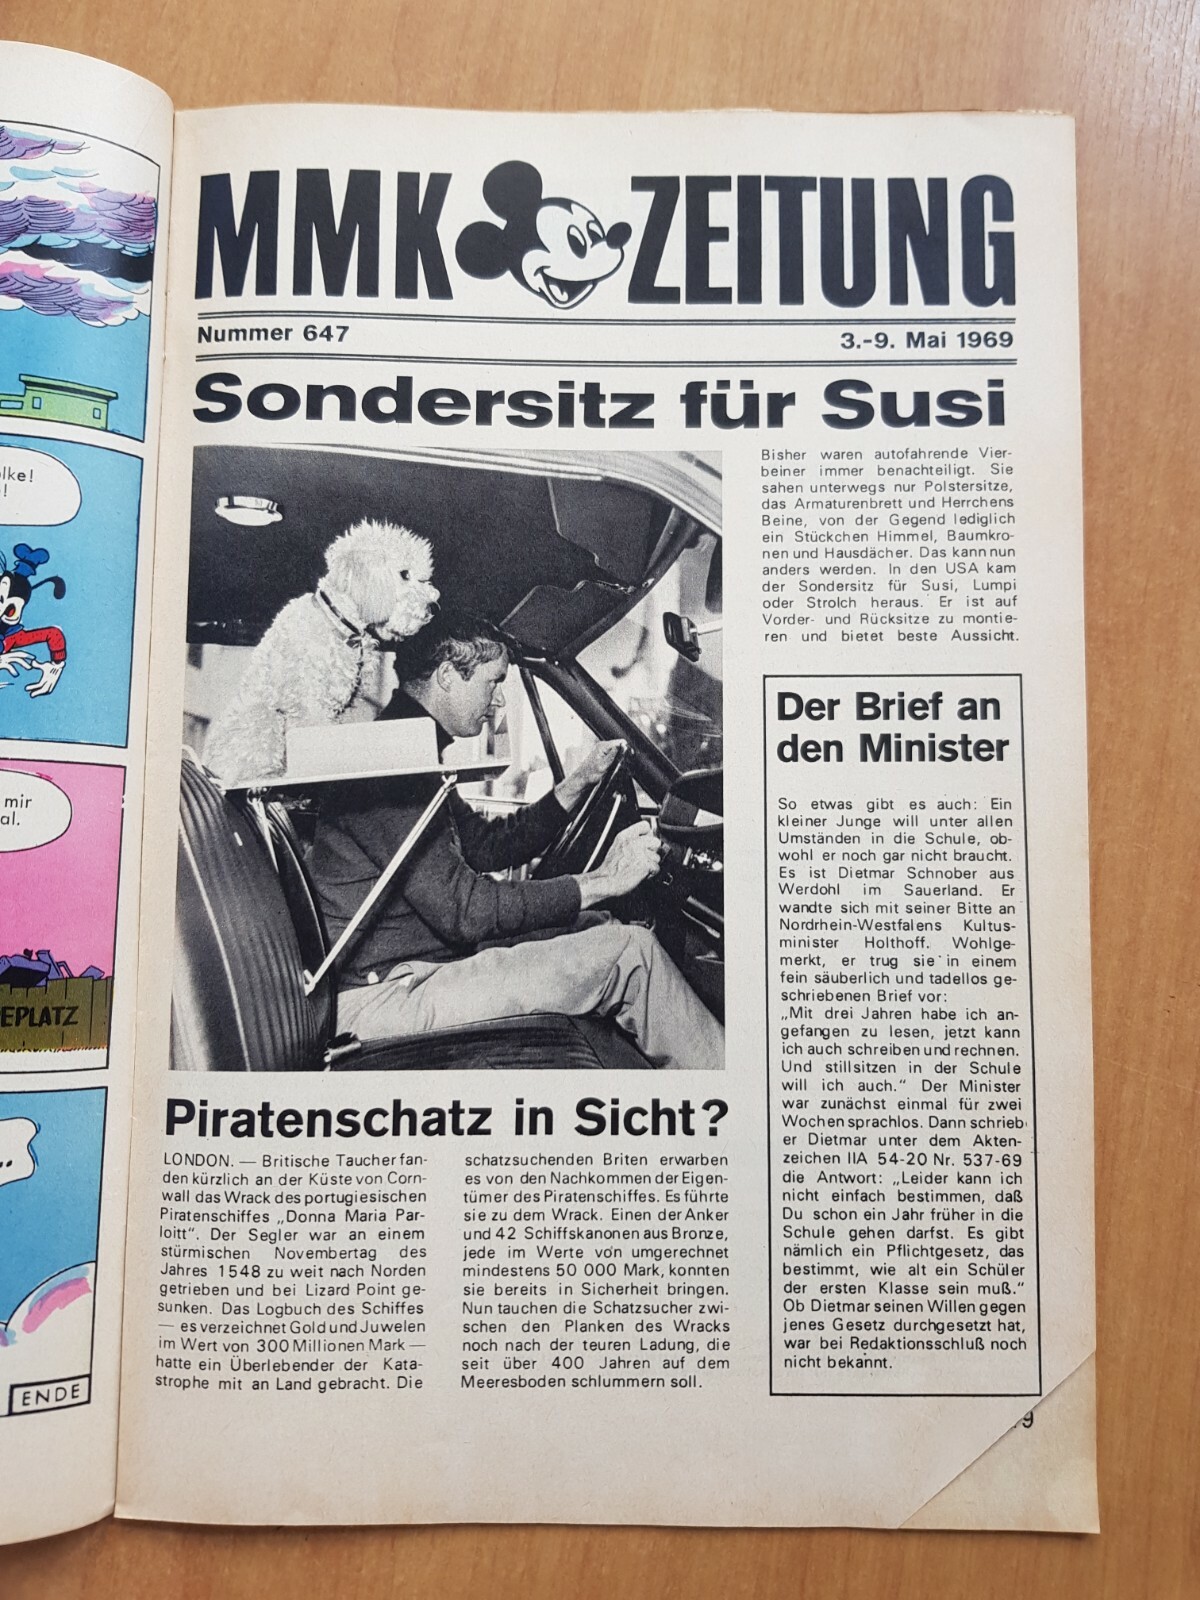 lke!
!
mir
al.
EPLATZ
..
ENDE
MMK ZEITUNG
Nummer 647
3.-9. Mai 1969
Sondersitz für Susi
Bisher waren autofahrende Vier-
beiner immer benachteiligt. Sie
sahen unterwegs nur Polstersitze,
das Armaturenbrett und Herrchens
Beine, von der Gegend lediglich
ein Stückchen Himmel, Baumkro-
nen und Hausdächer. Das kann nun
anders werden. In den USA kam
der Sondersitz für Susi, Lumpi
oder Strolch heraus. Er ist auf
Vorder- und Rücksitze zu montie-
ren und bietet beste Aussicht.
Piratenschatz in Sicht?
LONDON. — Britische Taucher fan-
den kürzlich an der Küste von Corn-
wall das Wrack des portugiesischen
Piratenschiffes „Donna Maria Par-
loitt“. Der Segler war an einem
stürmischen Novembertag des
Jahres 1548 zu weit nach Norden
getrieben und bei Lizard Point ge-
sunken. Das Logbuch des Schiffes
— es verzeichnet Gold und Juwelen
im Wert von 300 Millionen Mark —
hatte ein Überlebender der Kata-
strophe mit an Land gebracht. Die
schatzsuchenden Briten erwarben
es von den Nachkommen der Eigen-
tümer des Piratenschiffes. Es führte
sie zu dem Wrack. Einen der Anker
und 42 Schiffskanonen aus Bronze,
jede im Werte von umgerechnet
mindestens 50 000 Mark, konnten
sie bereits in Sicherheit bringen.
Nun tauchen die Schatzsucher zwi-
schen den Planken des Wracks
noch nach der teuren Ladung, die
seit über 400 Jahren auf dem
Meeresboden schlummern soll.
Der Brief an
den Minister
So etwas gibt es auch: Ein
kleiner Junge will unter allen
Umständen in die Schule, ob-
wohl er noch gar nicht braucht.
Es ist Dietmar Schnober aus
Werdohl im Sauerland. Er
wandte sich mit seiner Bitte an
Nordrhein-Westfalens Kultus-
minister Holthoff. Wohlge-
merkt, er trug sie in einem
fein säuberlich und tadellos ge-
schriebenen Brief vor:
„Mit drei Jahren habe ich an-
gefangen zu lesen, jetzt kann
ich auch schreiben und rechnen.
Und stillsitzen in der Schule
will ich auch.“ Der Minister
war zunächst einmal für zwei
Wochen sprachlos. Dann schrieb
er Dietmar unter dem Akten-
zeichen IIA 54-20 Nr. 537-69
die Antwort: „Leider kann ich
nicht einfach bestimmen, daß
Du schon ein Jahr früher in die
Schule gehen darfst. Es gibt
nämlich ein Pflichtgesetz, das
bestimmt, wie alt ein Schüler
der ersten Klasse sein muß.“
Ob Dietmar seinen Willen gegen
jenes Gesetz durchgesetzt hat,
war bei Redaktionsschluß noch
nicht bekannt.
9